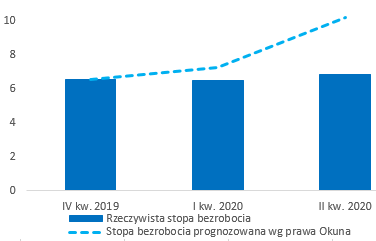 10
8
6
4
2
0
IV kw. 2019 I kw. 2020 II kw. 2020
Rzeczywista stopa bezrobocia
Stopa bezrobocia prognozowana wg prawa Okuna